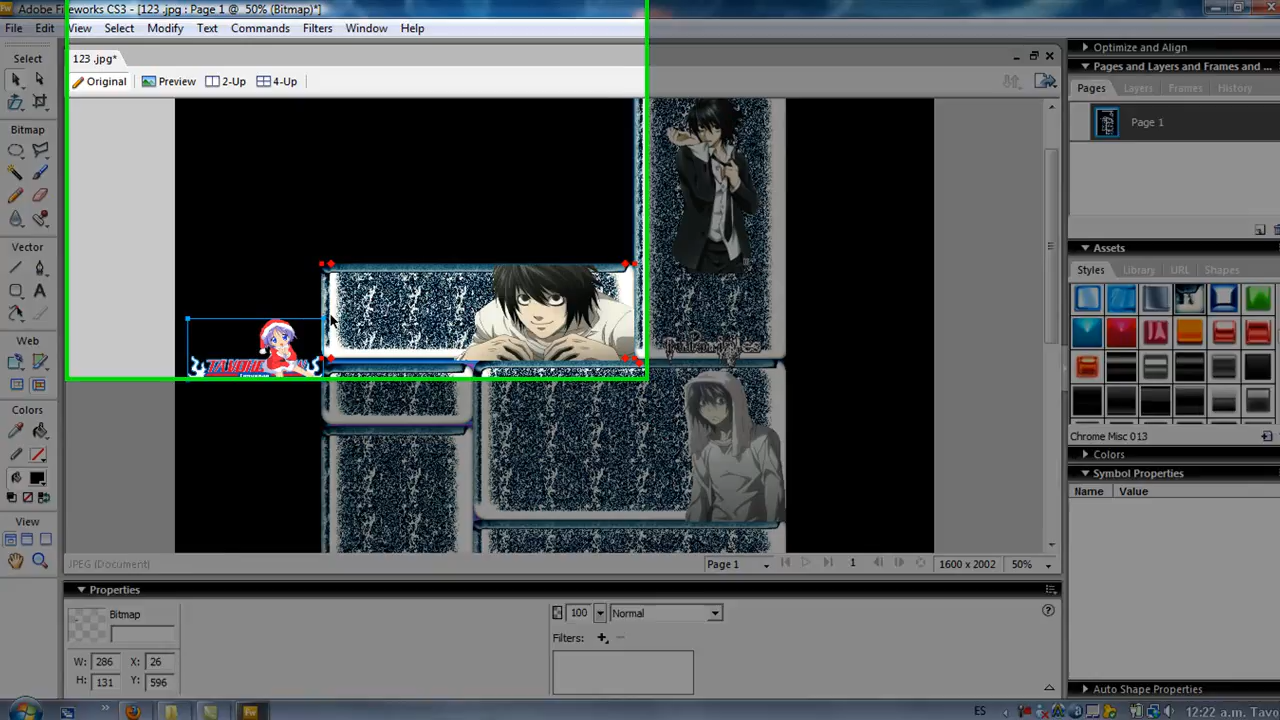 Adobe Fireworks CS3 - [123 .jpg : Page 1 @ 50% (Bitmap)*]
File Edit View Select Modify Text Commands Filters Window Help
Select
123 .jpg*
Original Preview 2-Up 4-Up
Bitmap
Vector
Web
Colors
View
Optimize and Align
Pages and Layers and Frames and ...
Pages Layers Frames History
Page 1
Assets
Styles Library URL Shapes
Chrome Misc 013
Colors
Symbol Properties
Name Value
Auto Shape Properties
JPEG (Document)
Page 1 1 1600 x 2002 50%
Properties
Bitmap
100 Normal
Filters:
W: 286 X: 26
H: 131 Y: 596
ES 12:22 a.m. Tavo